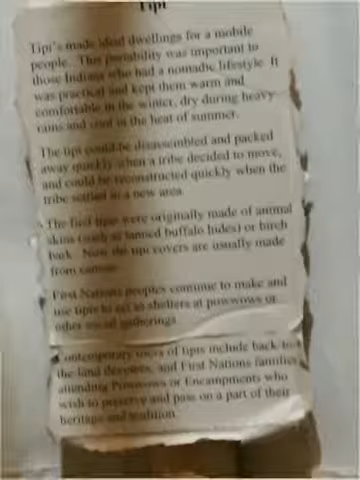 Tipi
Tipi's made ideal dwellings for a mobile
people. This portability was important to
those Indians who had a nomadic lifestyle. It
was practical and kept them warm and
comfortable in the winter, dry during heavy
rains and cool in the heat of summer.
The tipi could be disassembled and packed
away quickly when a tribe decided to move,
and could be reconstructed quickly when the
tribe settled in a new area.
The first tipis were originally made of animal
skins (such as tanned buffalo hides) or birch
bark. Now the tipi covers are usually made
from canvas.
First Nations peoples continue to make and
use tipis to act as shelters at powwows or
other social gatherings.
Contemporary users of tipis include back-to-
the-land devotees, and First Nations families
attending Powwows or Encampments who
wish to preserve and pass on a part of their
heritage and tradition.